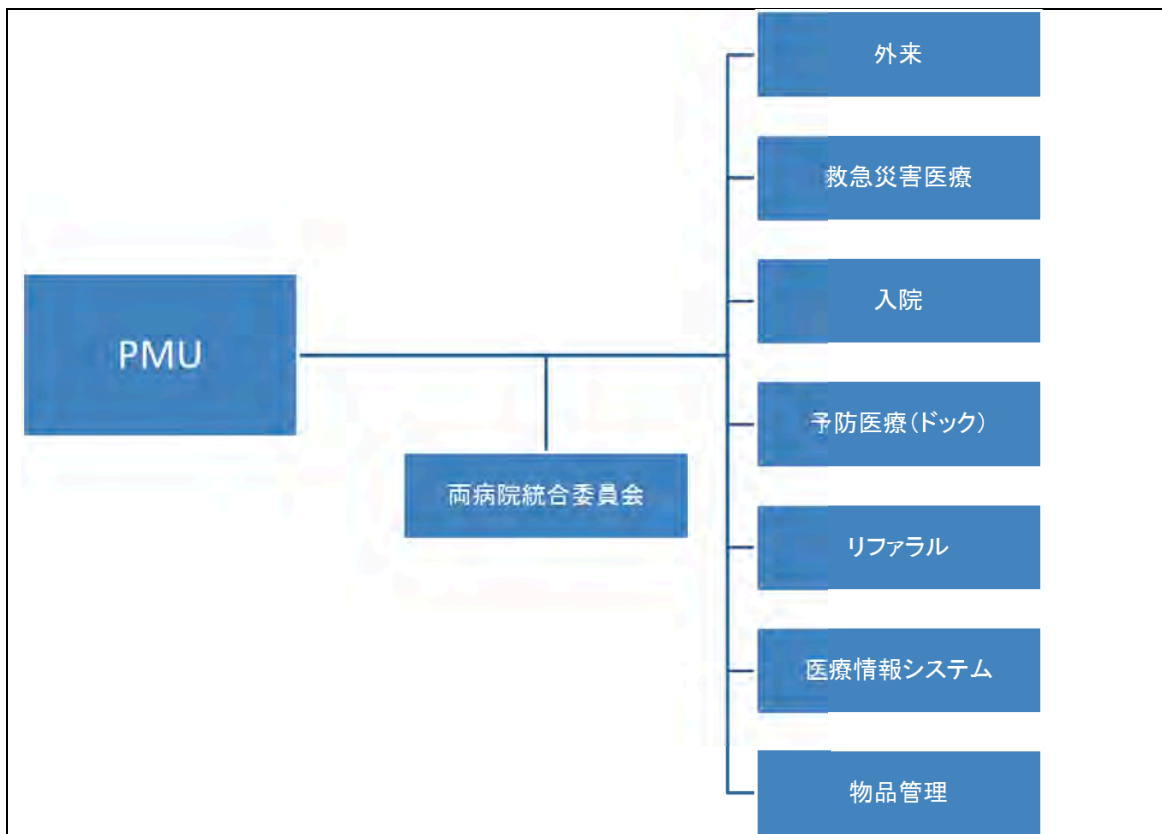 外来
救急災害医療
入院
PMU
予防医療(ドック)
両病院統合委員会
リファラル
医療情報システム
物品管理